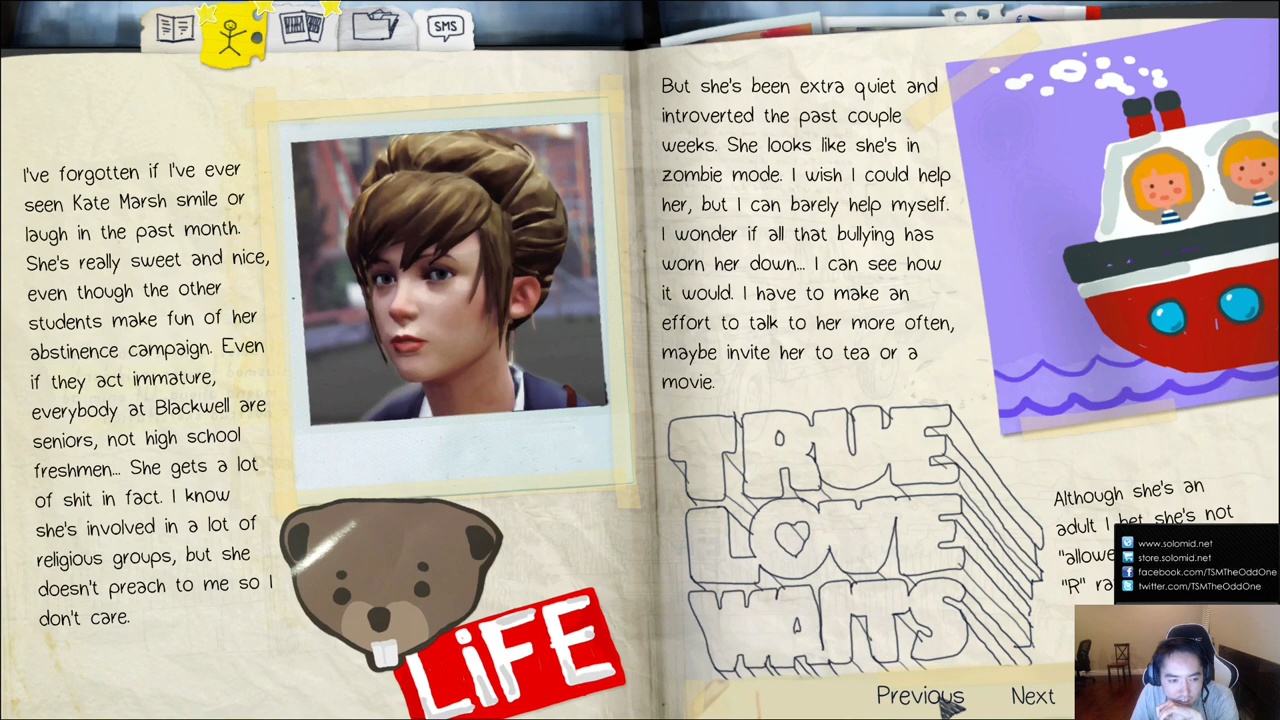 SMS
I've forgotten if I've ever
seen Kate Marsh smile or
laugh in the past month.
She's really sweet and nice,
even though the other
students make fun of her
abstinence campaign. Even
if they act immature,
everybody at Blackwell are
seniors, not high school
freshmen... She gets a lot
of shit in fact. I know
she's involved in a lot of
religious groups, but she
doesn't preach to me so I
don't care.
LiFE
But she's been extra quiet and
introverted the past couple
weeks. She looks like she's in
zombie mode. I wish I could help
her, but I can barely help myself.
I wonder if all that bullying has
worn her down... I can see how
it would. I have to make an
effort to talk to her more often,
maybe invite her to tea or a
movie.
TRUE
LOVE
WAITS
Although she's an
adult I bet she's not
"allowe
"R" ra
www.solomid.net
store.solomid.net
facebook.com/TSMTheOddOne
twitter.com/TSMTheOddOne
Previous Next